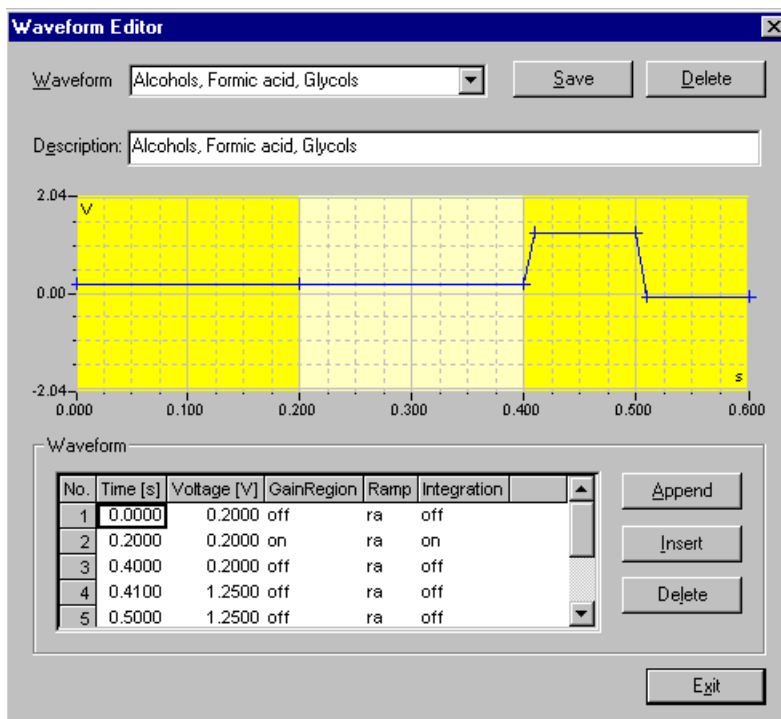 Waveform Editor
Waveform Alcohols, Formic acid, Glycols Save Delete
Description: Alcohols, Formic acid, Glycols
2.04
V
0.00
-2.04
s
0.000 0.100 0.200 0.300 0.400 0.500 0.600
Waveform
No. Time [s] Voltage [V] GainRegion Ramp Integration
1 0.0000 0.2000 off ra off
2 0.2000 0.2000 on ra on
3 0.4000 0.2000 off ra off
4 0.4100 1.2500 off ra off
5 0.5000 1.2500 off ra off
Append
Insert
Delete
Exit